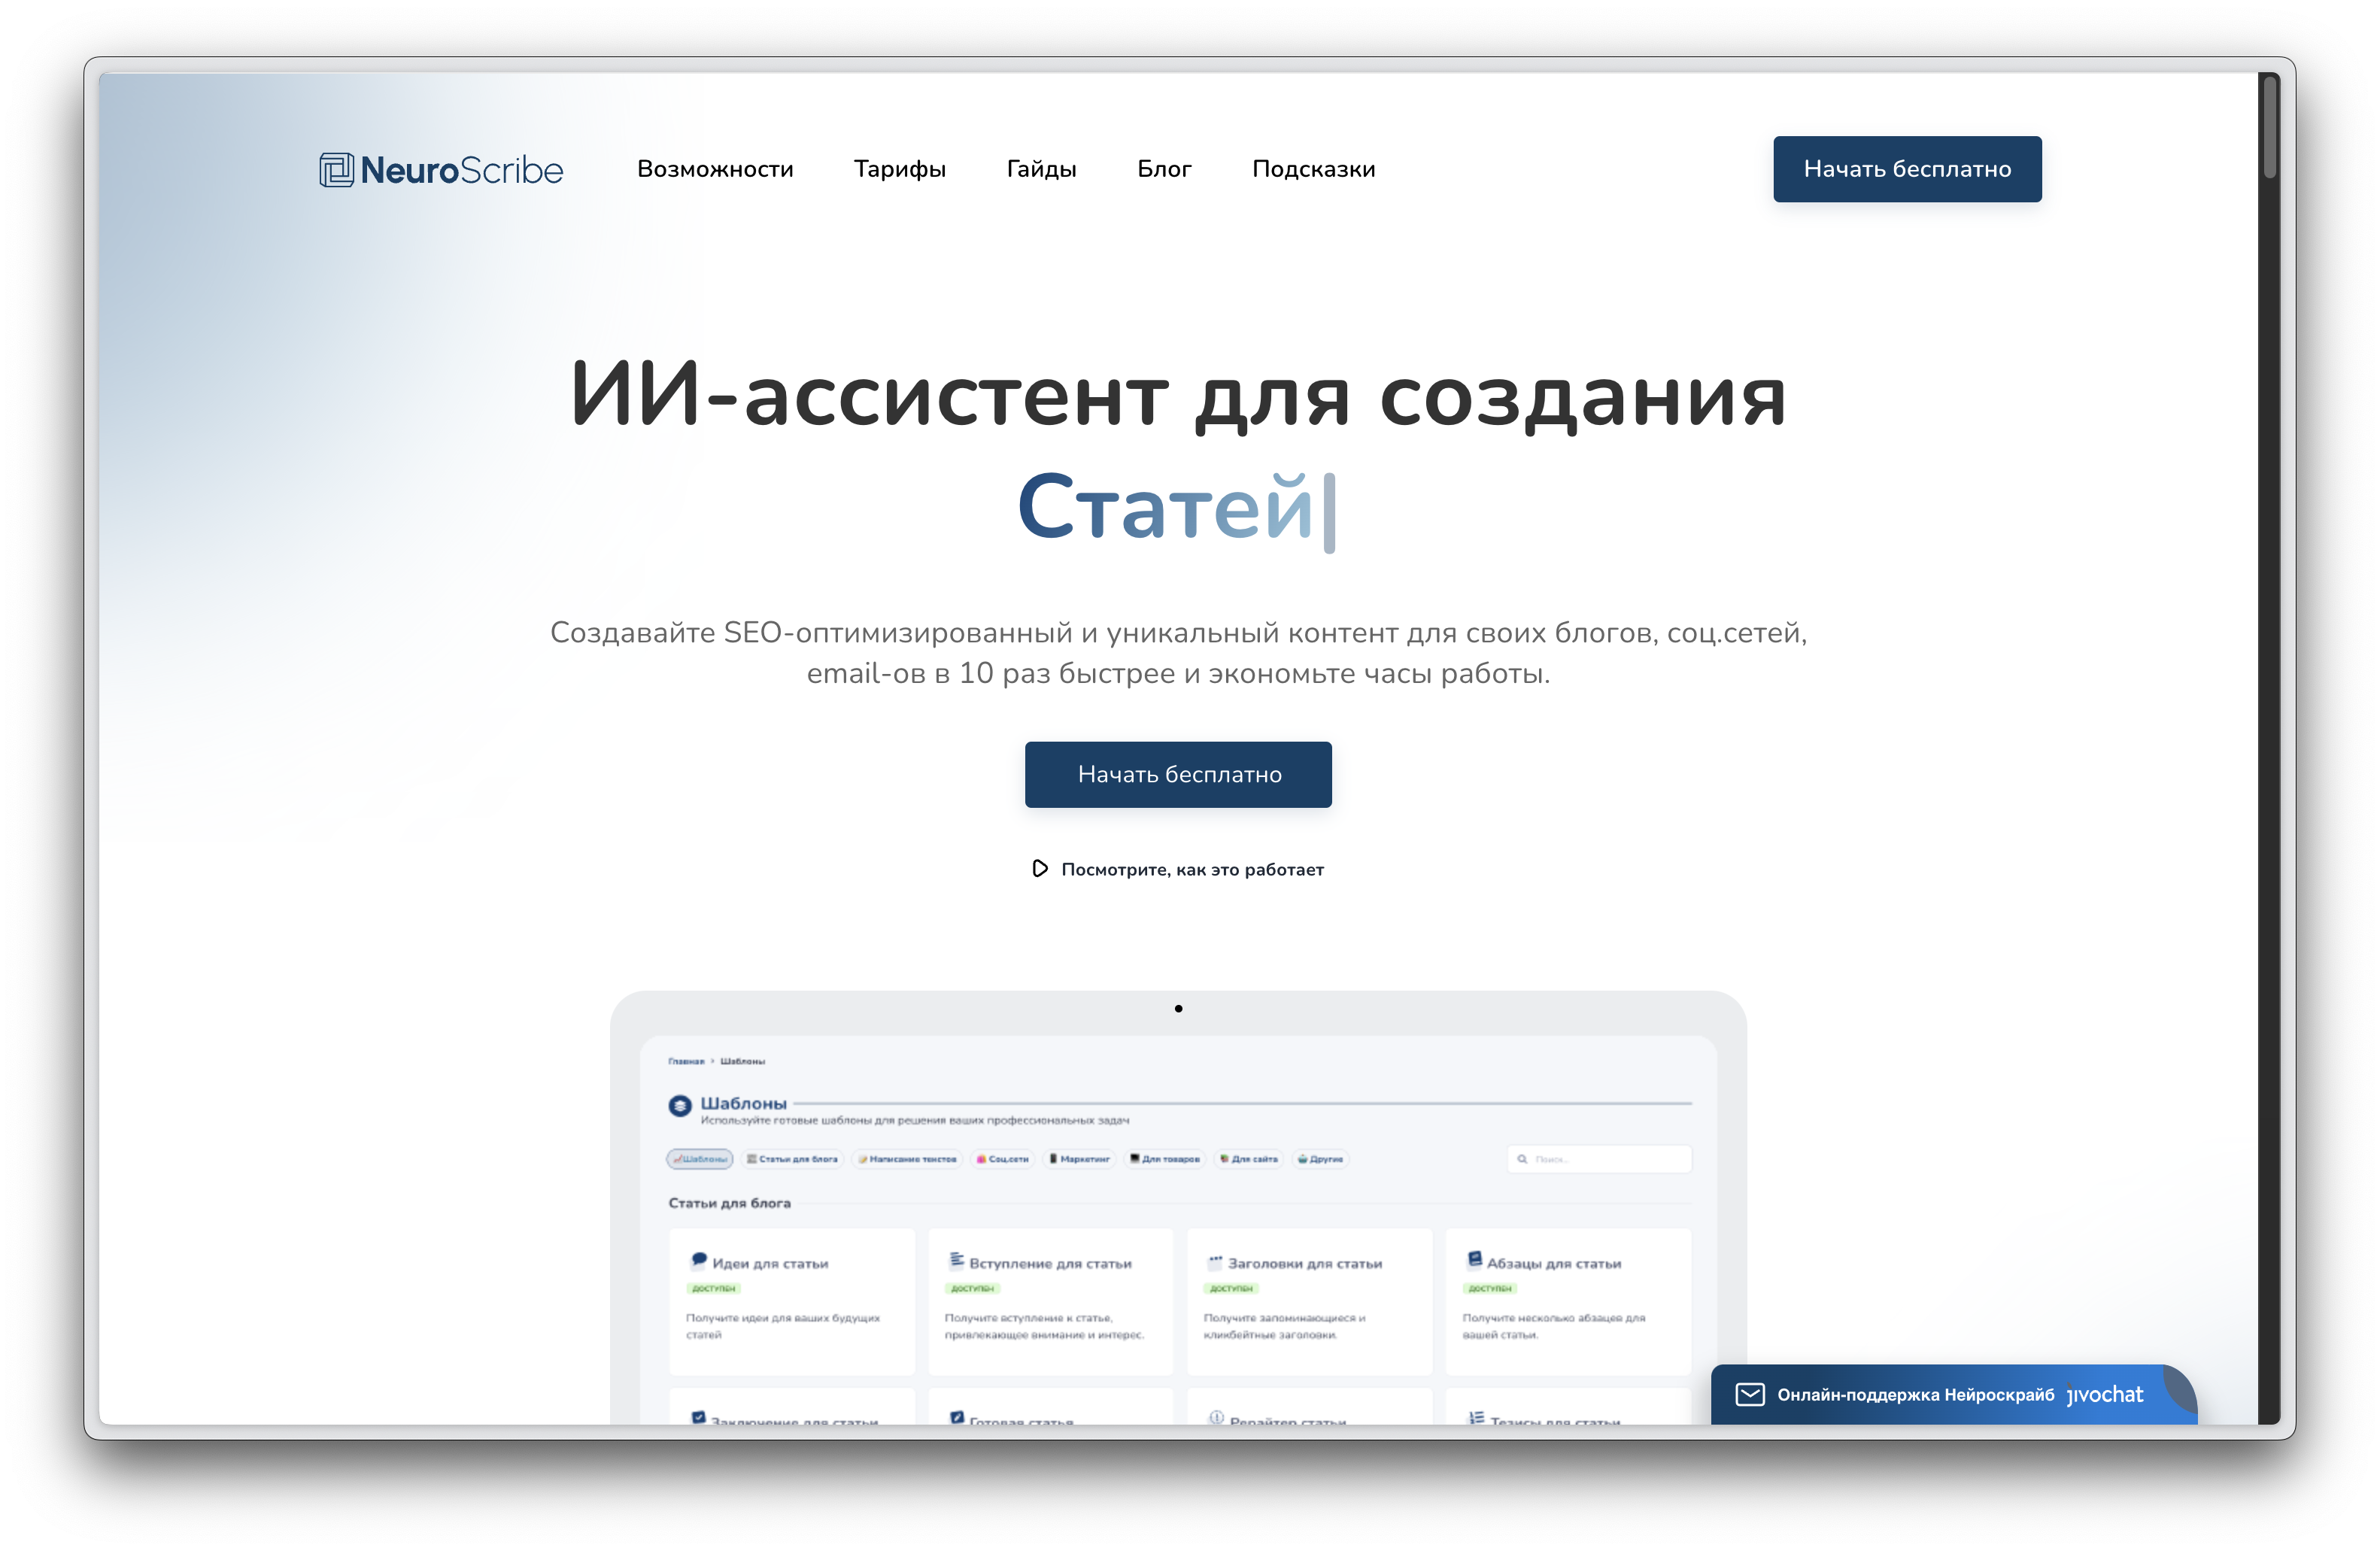 NeuroScribe
Возможности
Тарифы
Гайды
Блог
Подсказки
Начать бесплатно
ИИ-ассистент для создания
Статей
Создавайте SEO-оптимизированный и уникальный контент для своих блогов, соц.сетей,
email-ов в 10 раз быстрее и экономьте часы работы.
Начать бесплатно
Посмотрите, как это работает
Главная > Шаблоны
Шаблоны
Используйте готовые шаблоны для решения ваших профессиональных задач
Шаблоны
Статьи для блога
Написание текстов
Соц.сети
Маркетинг
Для товаров
Для сайта
Другие
Поиск...
Статьи для блога
Идеи для статьи
ДОСТУПЕН
Получите идеи для ваших будущих
статей
Вступление для статьи
ДОСТУПЕН
Получите вступление к статье,
привлекающее внимание и интерес.
Заголовки для статьи
ДОСТУПЕН
Получите запоминающиеся и
кликбейтные заголовки.
Абзацы для статьи
ДОСТУПЕН
Получите несколько абзацев для
вашей статьи.
Заключение для статьи
Готовая статья
Рерайтер статьи
Тезисы для статьи
Онлайн-поддержка Нейроскрайб jivochat